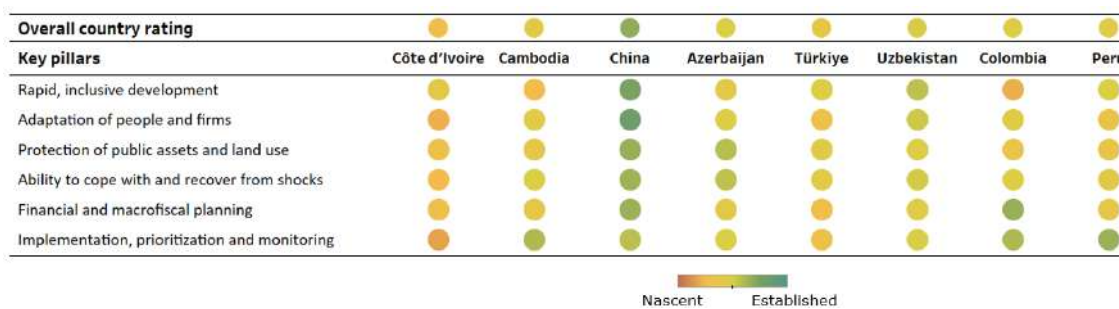 Overall country rating
Key pillars Côte d'Ivoire Cambodia China Azerbaijan Türkiye Uzbekistan Colombia Peru
Rapid, inclusive development
Adaptation of people and firms
Protection of public assets and land use
Ability to cope with and recover from shocks
Financial and macrofiscal planning
Implementation, prioritization and monitoring
Nascent Established